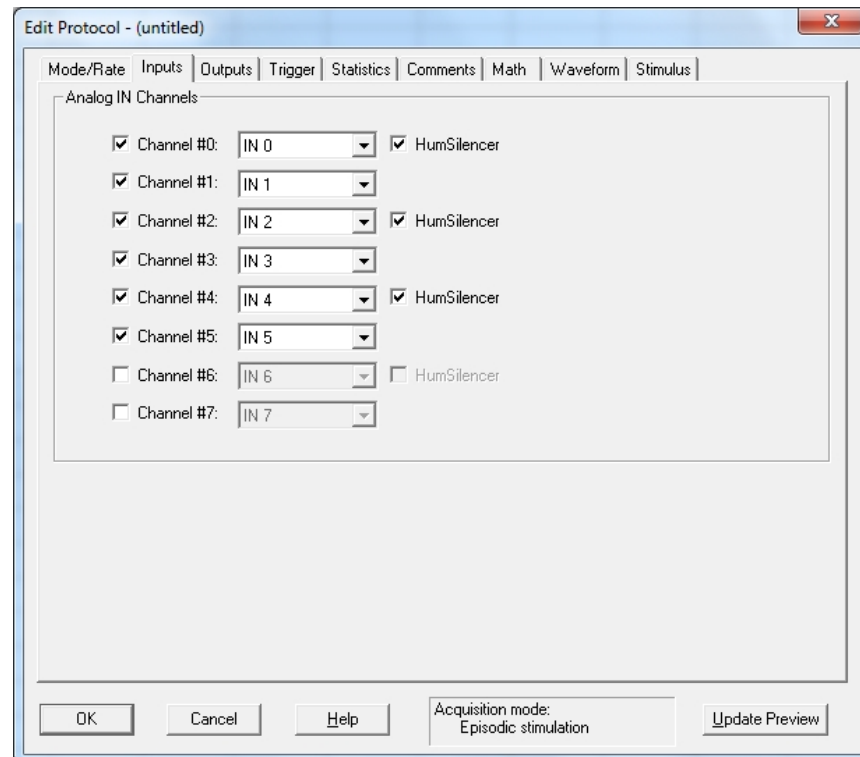 Edit Protocol - (untitled)
Mode/Rate Inputs Outputs Trigger Statistics Comments Math Waveform Stimulus
Analog IN Channels
Channel #0: IN 0 HumSilencer
Channel #1: IN 1
Channel #2: IN 2 HumSilencer
Channel #3: IN 3
Channel #4: IN 4 HumSilencer
Channel #5: IN 5
Channel #6: IN 6 HumSilencer
Channel #7: IN 7
OK Cancel Help Acquisition mode: Update Preview
Episodic stimulation